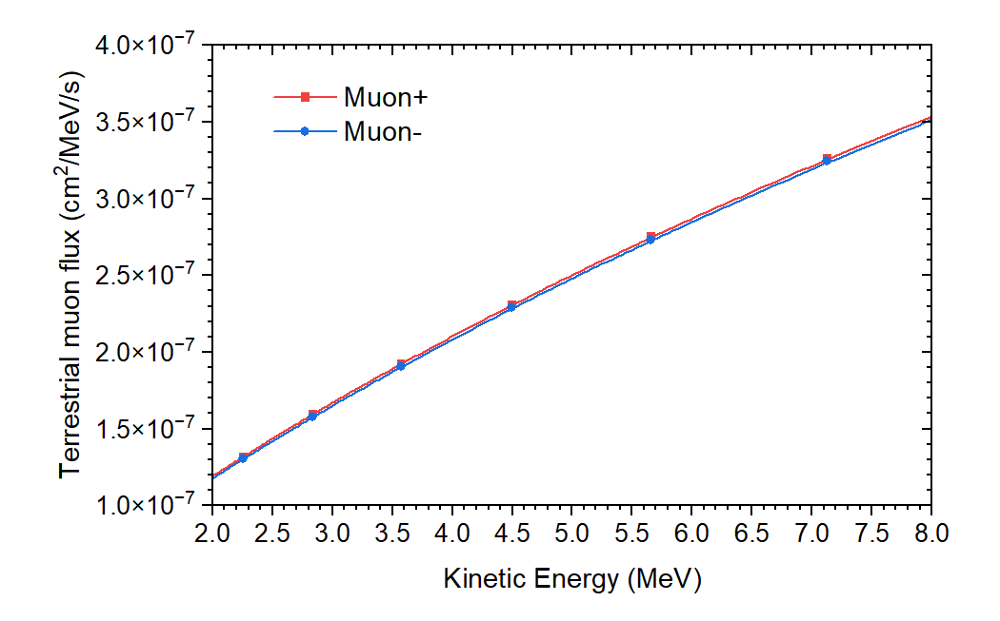 4.0×10⁻⁷
3.5×10⁻⁷
3.0×10⁻⁷
2.5×10⁻⁷
2.0×10⁻⁷
1.5×10⁻⁷
1.0×10⁻⁷
Terrestrial muon flux (cm²/MeV/s)
Muon+
Muon-
2.0 2.5 3.0 3.5 4.0 4.5 5.0 5.5 6.0 6.5 7.0 7.5 8.0
Kinetic Energy (MeV)